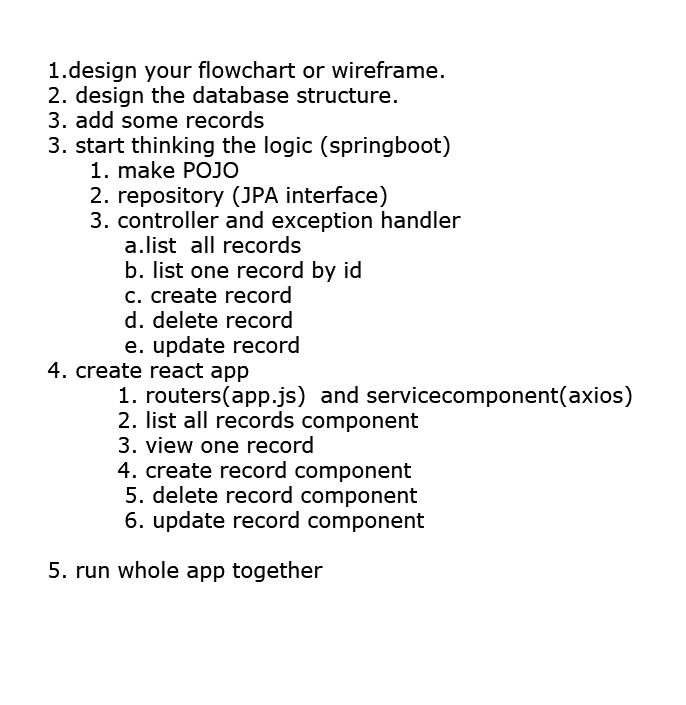 1.design your flowchart or wireframe.
2. design the database structure.
3. add some records
3. start thinking the logic (springboot)
1. make POJO
2. repository (JPA interface)
3. controller and exception handler
a.list  all records
b. list one record by id
c. create record
d. delete record
e. update record
4. create react app
1. routers(app.js)  and servicecomponent(axios)
2. list all records component
3. view one record
4. create record component
5. delete record component
6. update record component
5. run whole app together